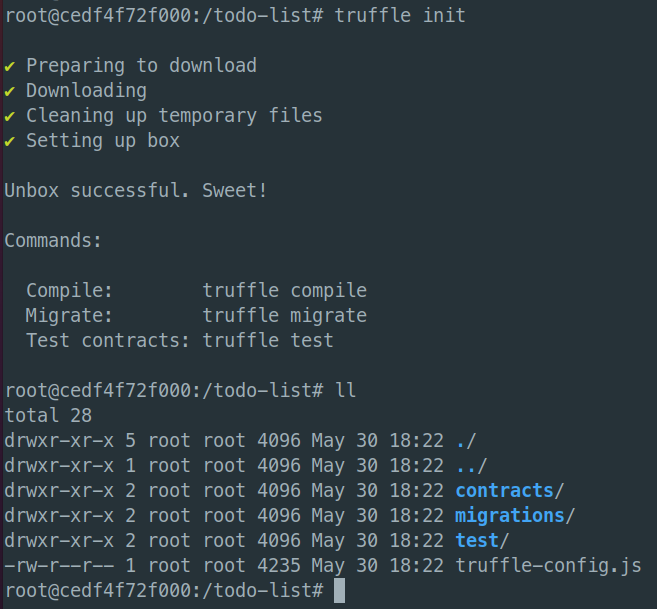 root@cedf4f72f000:/todo-list# truffle init
✔ Preparing to download
✔ Downloading
✔ Cleaning up temporary files
✔ Setting up box
Unbox successful. Sweet!
Commands:
  Compile:        truffle compile
  Migrate:        truffle migrate
  Test contracts: truffle test
root@cedf4f72f000:/todo-list# ll
total 28
drwxr-xr-x 5 root root 4096 May 30 18:22 ./
drwxr-xr-x 1 root root 4096 May 30 18:22 ../
drwxr-xr-x 2 root root 4096 May 30 18:22 contracts/
drwxr-xr-x 2 root root 4096 May 30 18:22 migrations/
drwxr-xr-x 2 root root 4096 May 30 18:22 test/
-rw-r--r-- 1 root root 4235 May 30 18:22 truffle-config.js
root@cedf4f72f000:/todo-list#